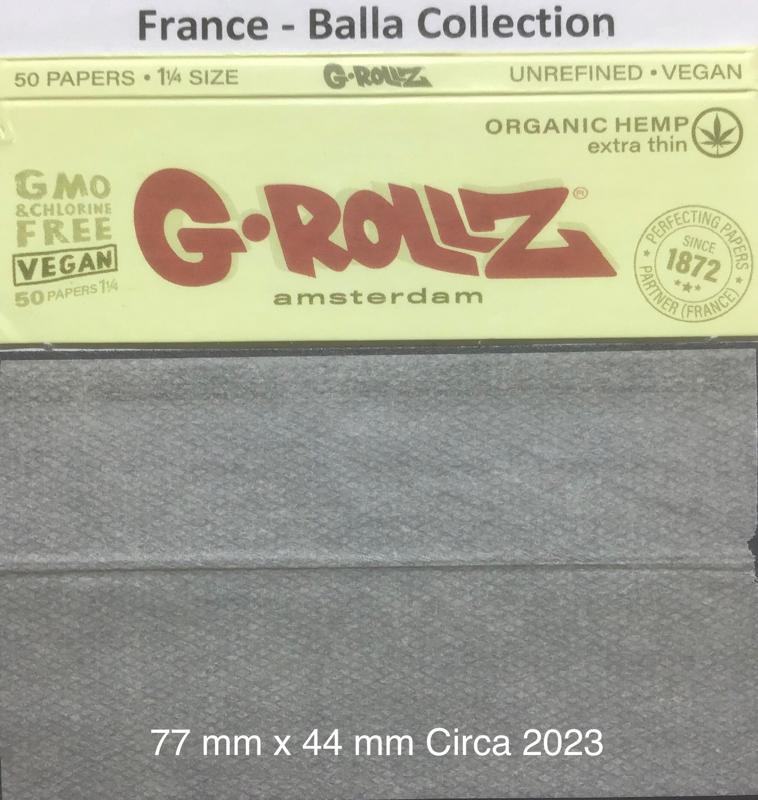 France - Balla Collection
50 PAPERS • 1¼ SIZE
G•ROLLZ
UNREFINED • VEGAN
ORGANIC HEMP
extra thin
GMO
&CHLORINE
FREE
VEGAN
50 PAPERS 1¼
G•ROLLZ®
amsterdam
PERFECTING PAPERS
SINCE
1872
PARTNER (FRANCE)
77 mm x 44 mm Circa 2023